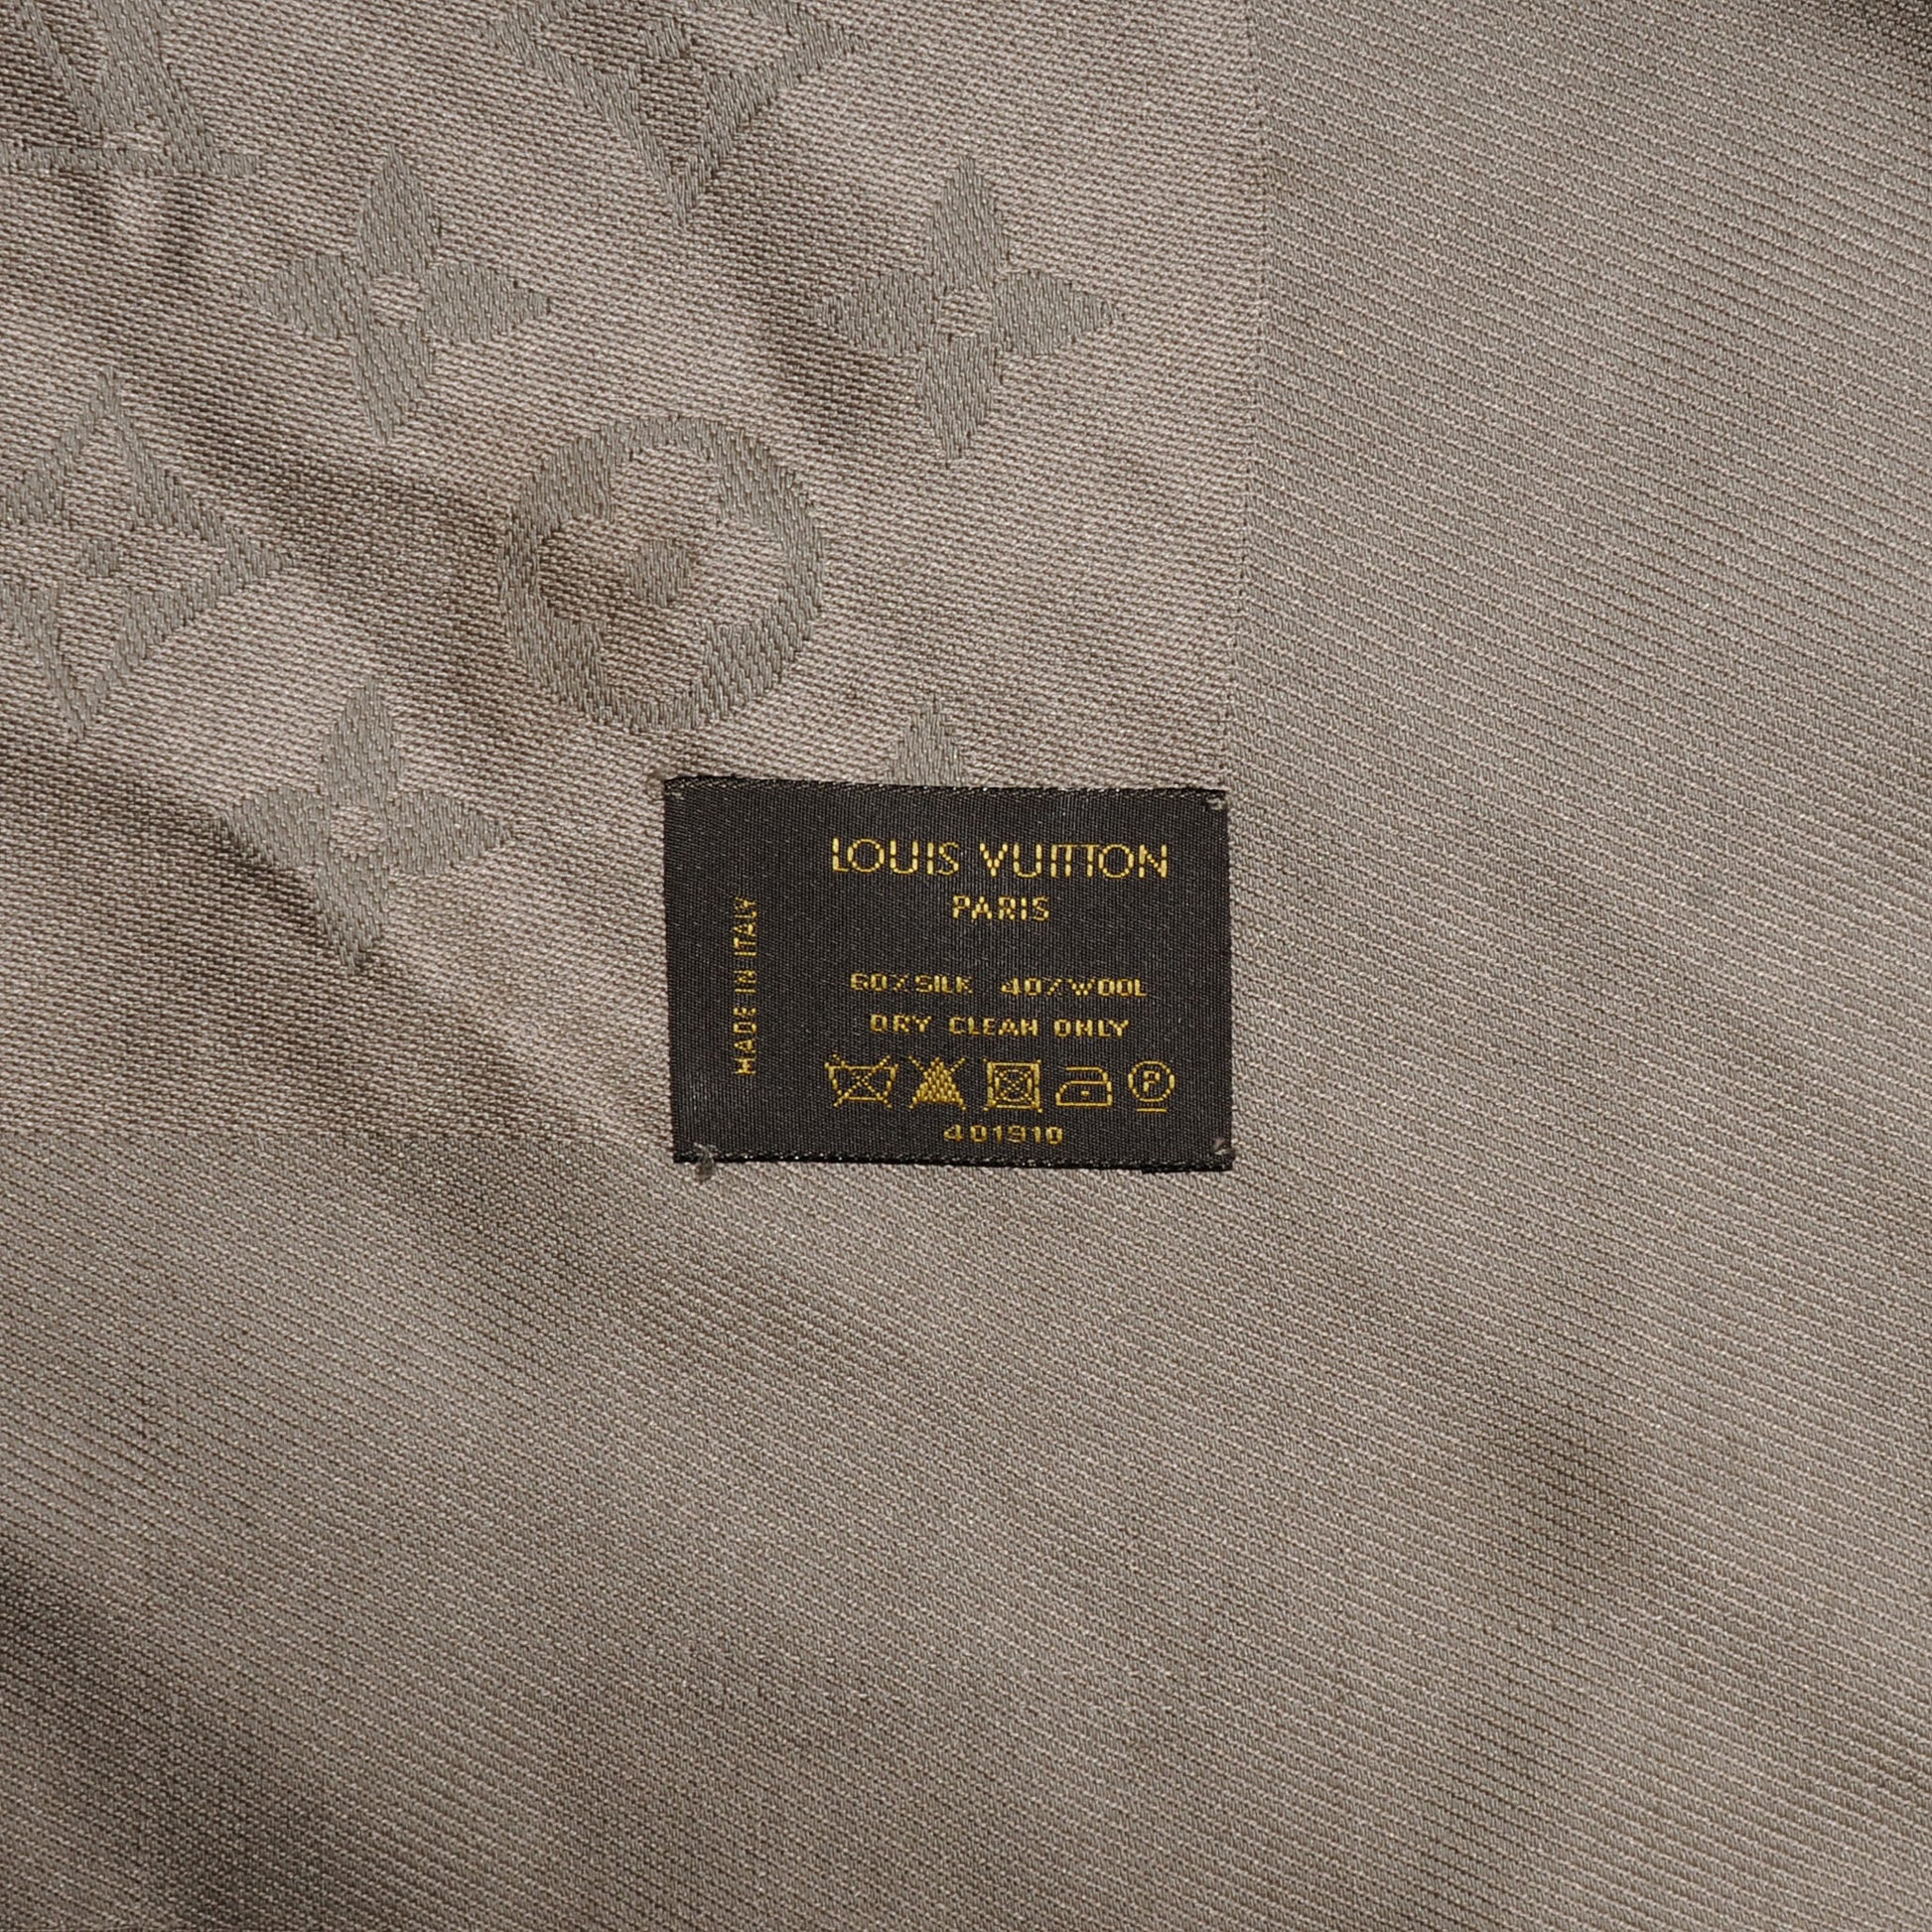 LOUIS VUITTON
PARIS
60% SILK 40% WOOL
DRY CLEAN ONLY
P
401910
MADE IN ITALY